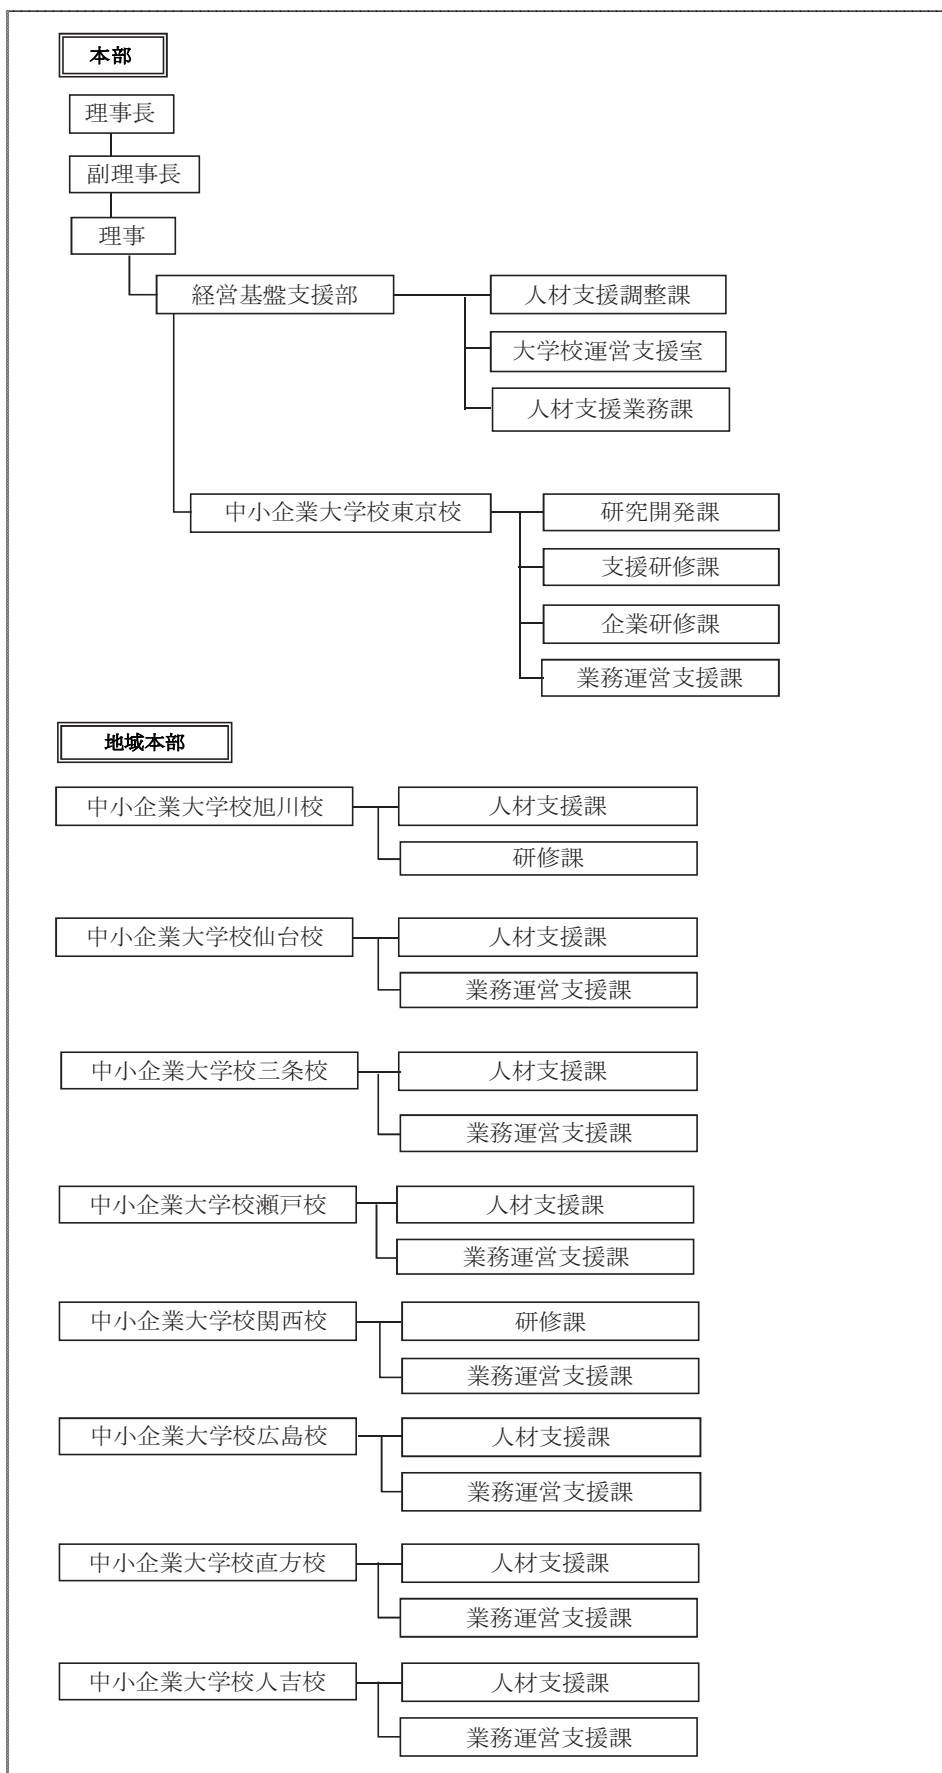 本部
理事長
副理事長
理事
経営基盤支援部
人材支援調整課
大学校運営支援室
人材支援業務課
中小企業大学校東京校
研究開発課
支援研修課
企業研修課
業務運営支援課
地域本部
中小企業大学校旭川校
人材支援課
研修課
中小企業大学校仙台校
人材支援課
業務運営支援課
中小企業大学校三条校
人材支援課
業務運営支援課
中小企業大学校瀬戸校
人材支援課
業務運営支援課
中小企業大学校関西校
研修課
業務運営支援課
中小企業大学校広島校
人材支援課
業務運営支援課
中小企業大学校直方校
人材支援課
業務運営支援課
中小企業大学校人吉校
人材支援課
業務運営支援課